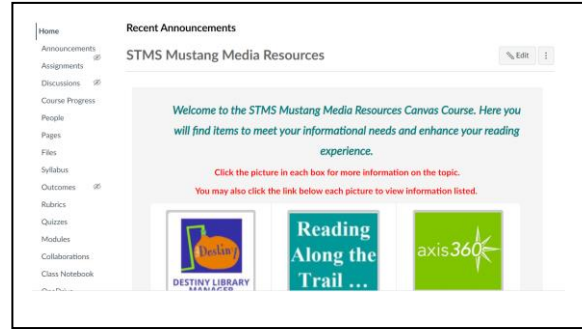 Home
Announcements
Assignments
Discussions
Course Progress
People
Pages
Files
Syllabus
Outcomes
Rubrics
Quizzes
Modules
Collaborations
Class Notebook
OneDrive
Recent Announcements
STMS Mustang Media Resources
Edit
Welcome to the STMS Mustang Media Resources Canvas Course. Here you
will find items to meet your informational needs and enhance your reading
experience.
Click the picture in each box for more information on the topic.
You may also click the link below each picture to view information listed.
Destiny
DESTINY LIBRARY
MANAGER
Reading
Along the
Trail ...
axis360